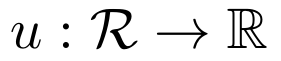 u : ℛ → ℝ